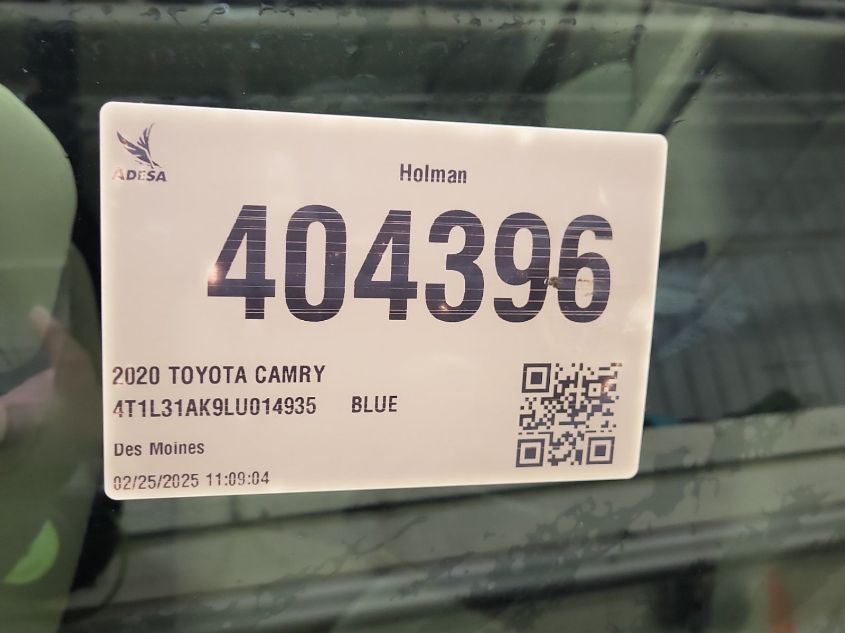 ADESA
Holman
404396
2020 TOYOTA CAMRY
4T1L31AK9LU014935 BLUE
Des Moines
02/25/2025 11:09:04